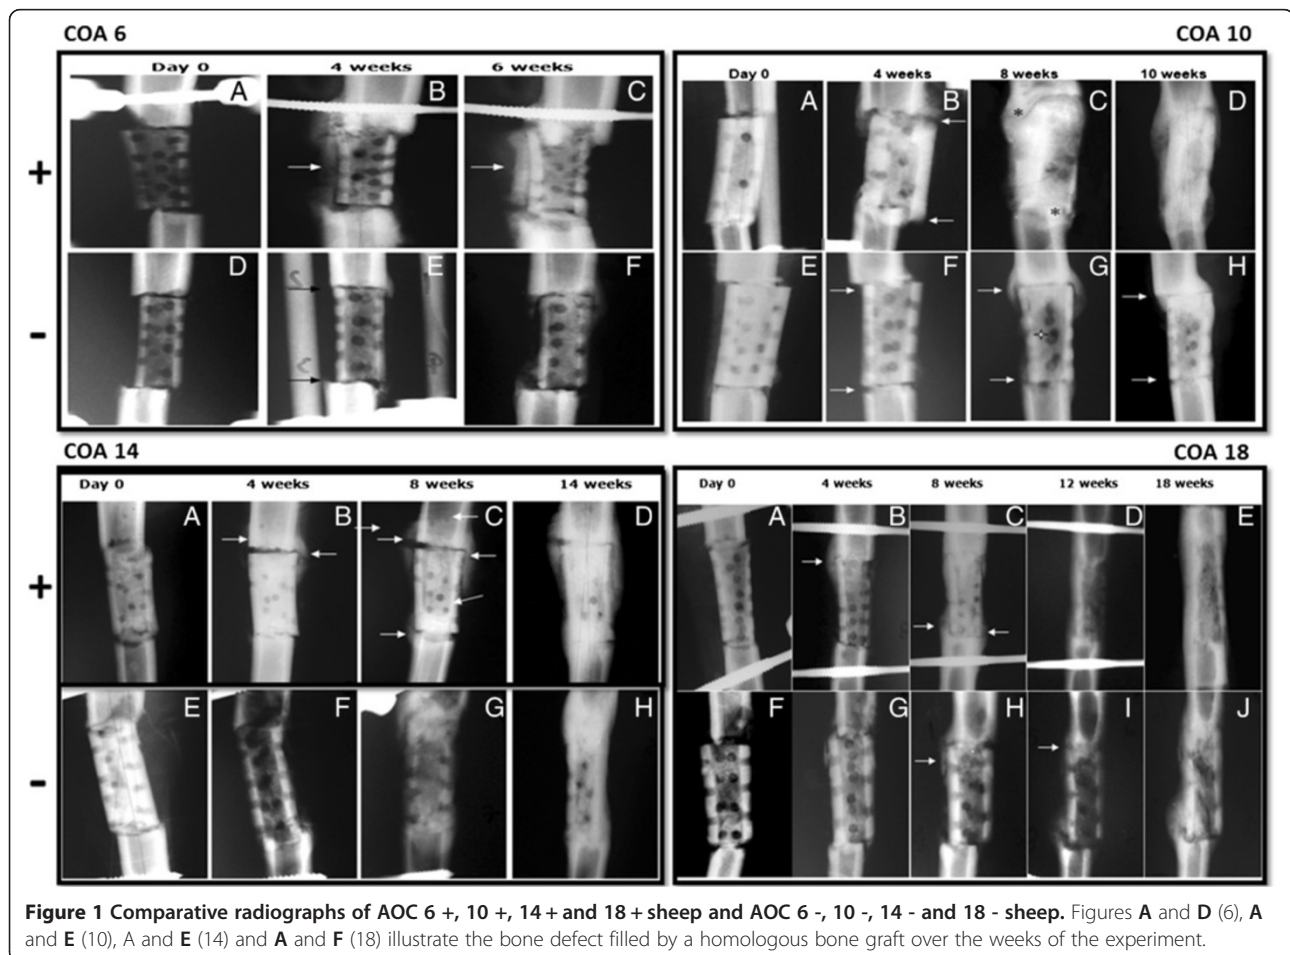 COA 6
COA 10
Day 0 4 weeks 6 weeks
A B C
+
D E F
-
Day 0 4 weeks 8 weeks 10 weeks
A B C D
* *
E F G H
COA 14
COA 18
Day 0 4 weeks 8 weeks 14 weeks
A B C D
+
E F G H
-
Day 0 4 weeks 8 weeks 12 weeks 18 weeks
A B C D E
F G H I J
Figure 1 Comparative radiographs of AOC 6 +, 10 +, 14 + and 18 + sheep and AOC 6 -, 10 -, 14 - and 18 - sheep. Figures A and D (6), A
and E (10), A and E (14) and A and F (18) illustrate the bone defect filled by a homologous bone graft over the weeks of the experiment.